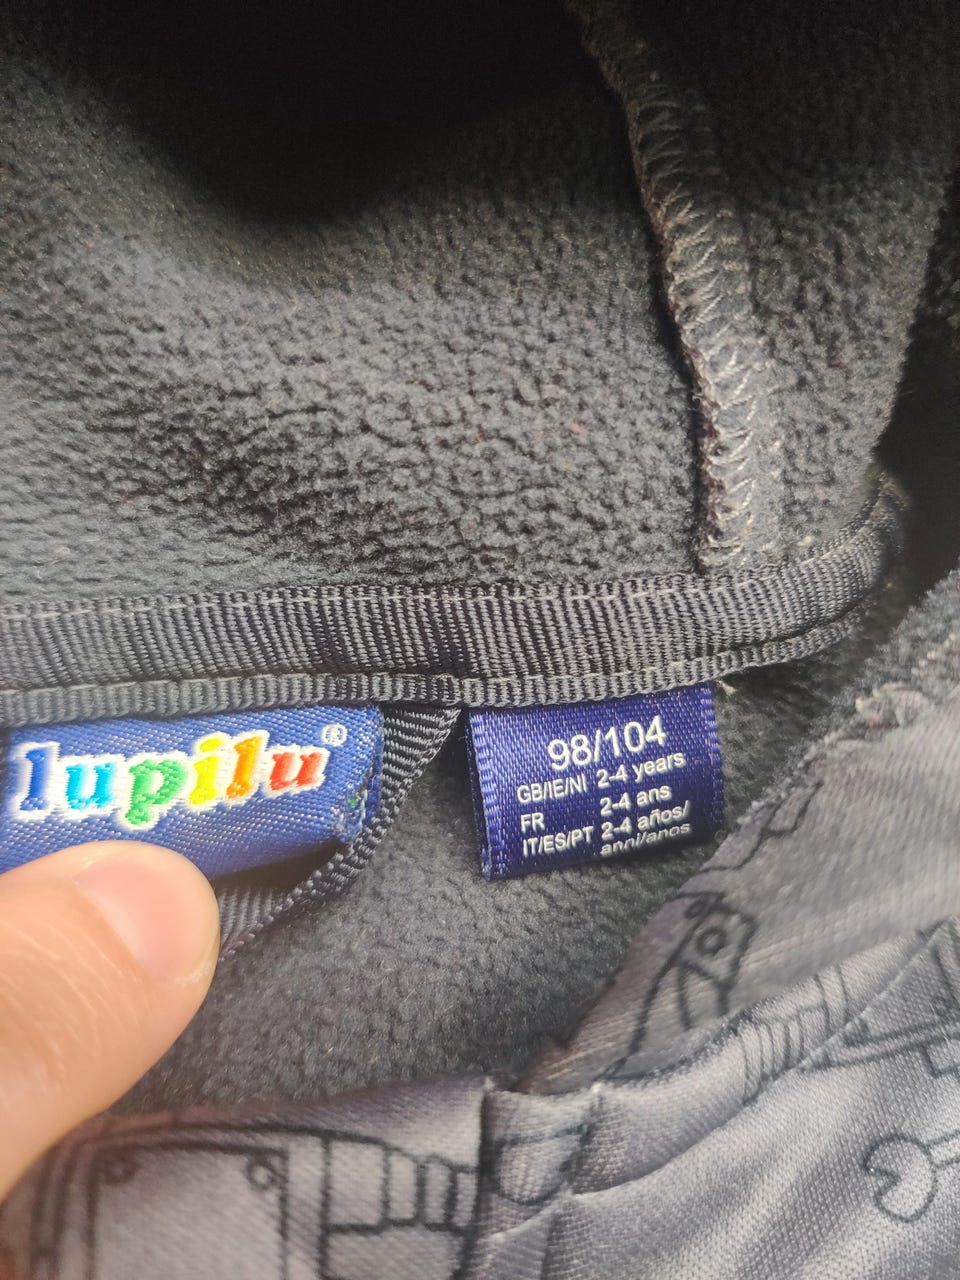 lupilu®
98/104
GB/IE/NI 2-4 years
FR 2-4 ans
IT/ES/PT 2-4 años/
anni/anos